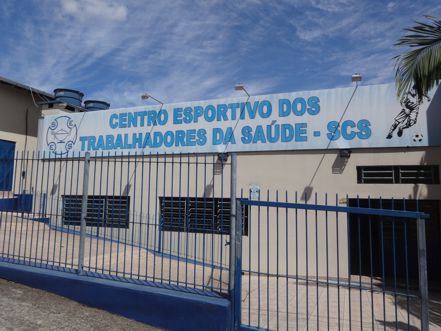 CENTRO ESPORTIVO DOS
TRABALHADORES DA SAÚDE - SCS